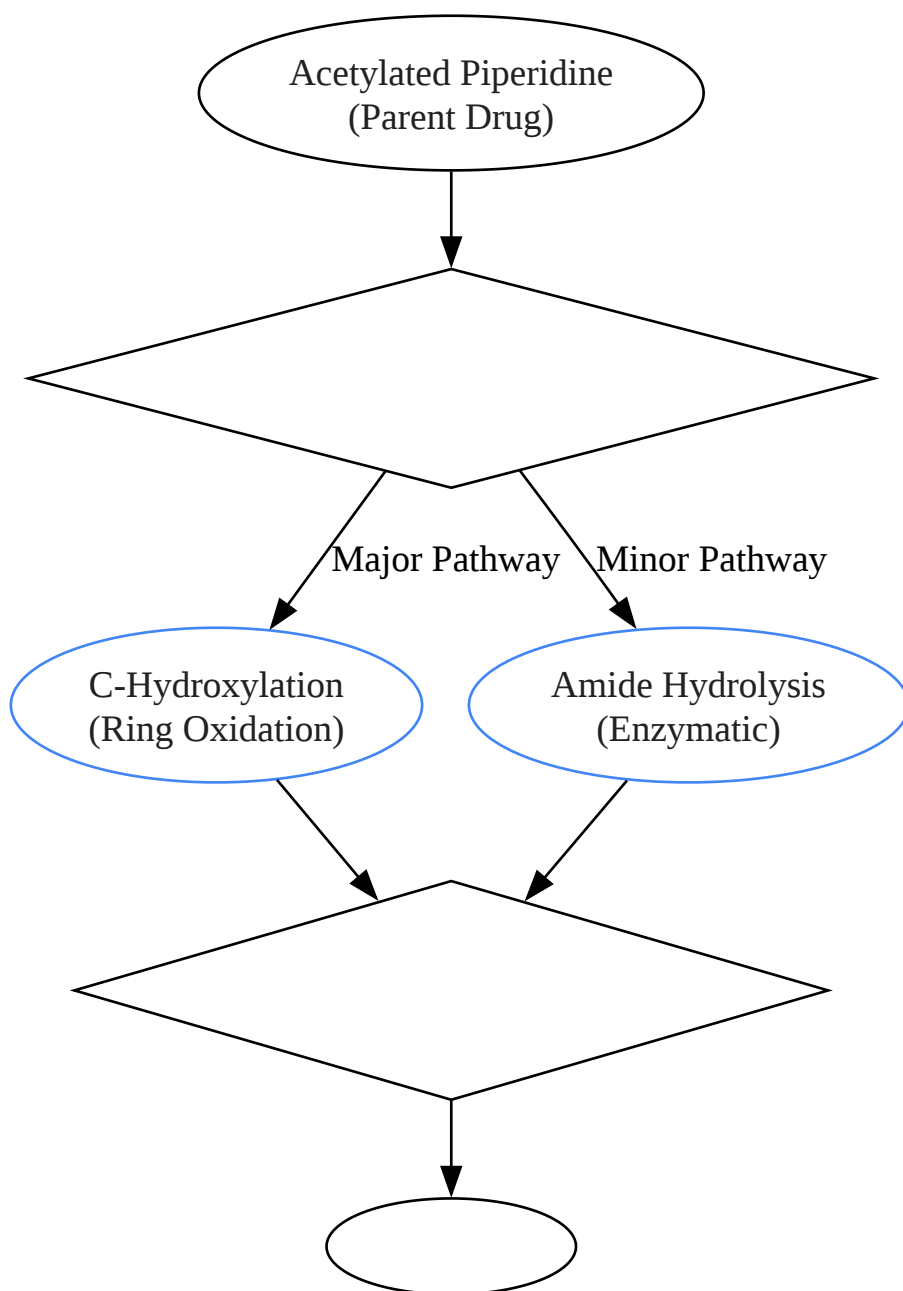 Acetylated Piperidine
(Parent Drug)
Major Pathway
Minor Pathway
C-Hydroxylation
(Ring Oxidation)
Amide Hydrolysis
(Enzymatic)